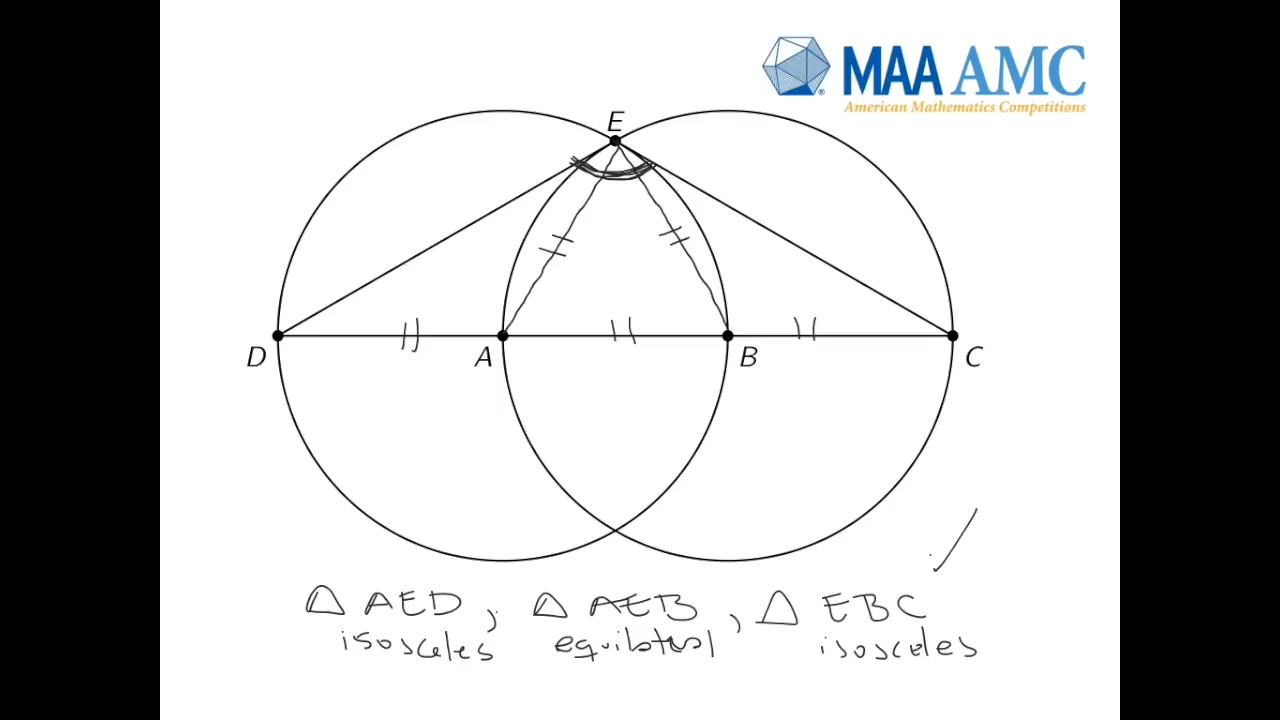 MAA AMC
American Mathematics Competitions
E
D A B C
△ AED, △ AEB, △ EBC
isosceles equilateral isosceles